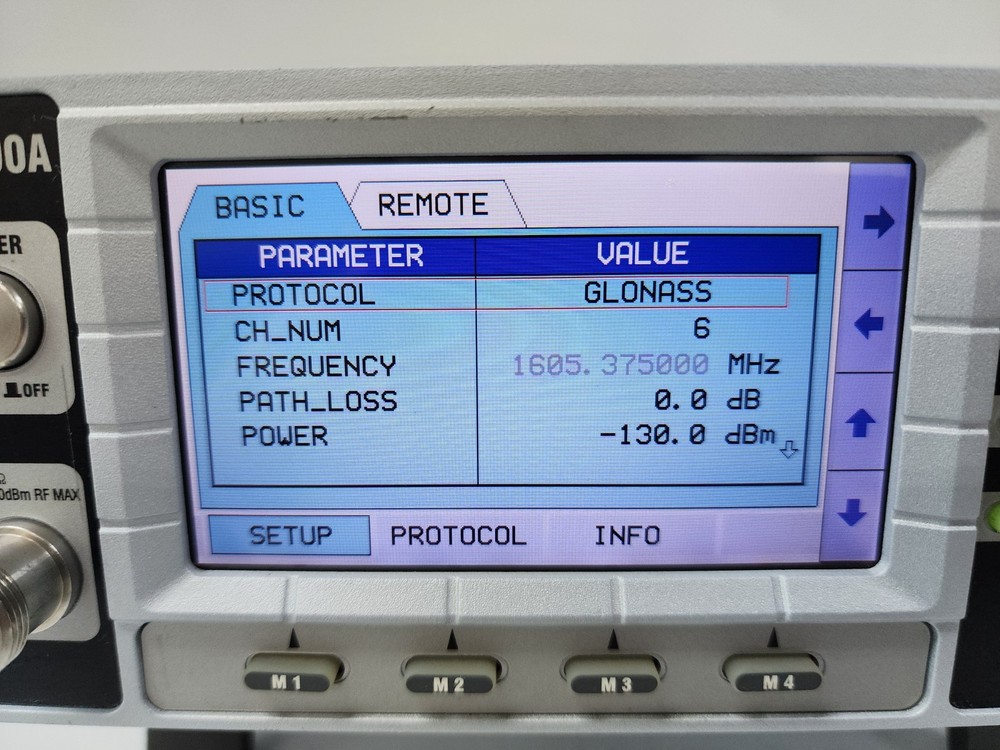 00A
BASIC REMOTE
PARAMETER VALUE
PROTOCOL GLONASS
CH_NUM 6
FREQUENCY 1605.375000 MHz
PATH_LOSS 0.0 dB
POWER -130.0 dBm
SETUP PROTOCOL INFO
ER
OFF
0dBm RF MAX
M1 M2 M3 M4